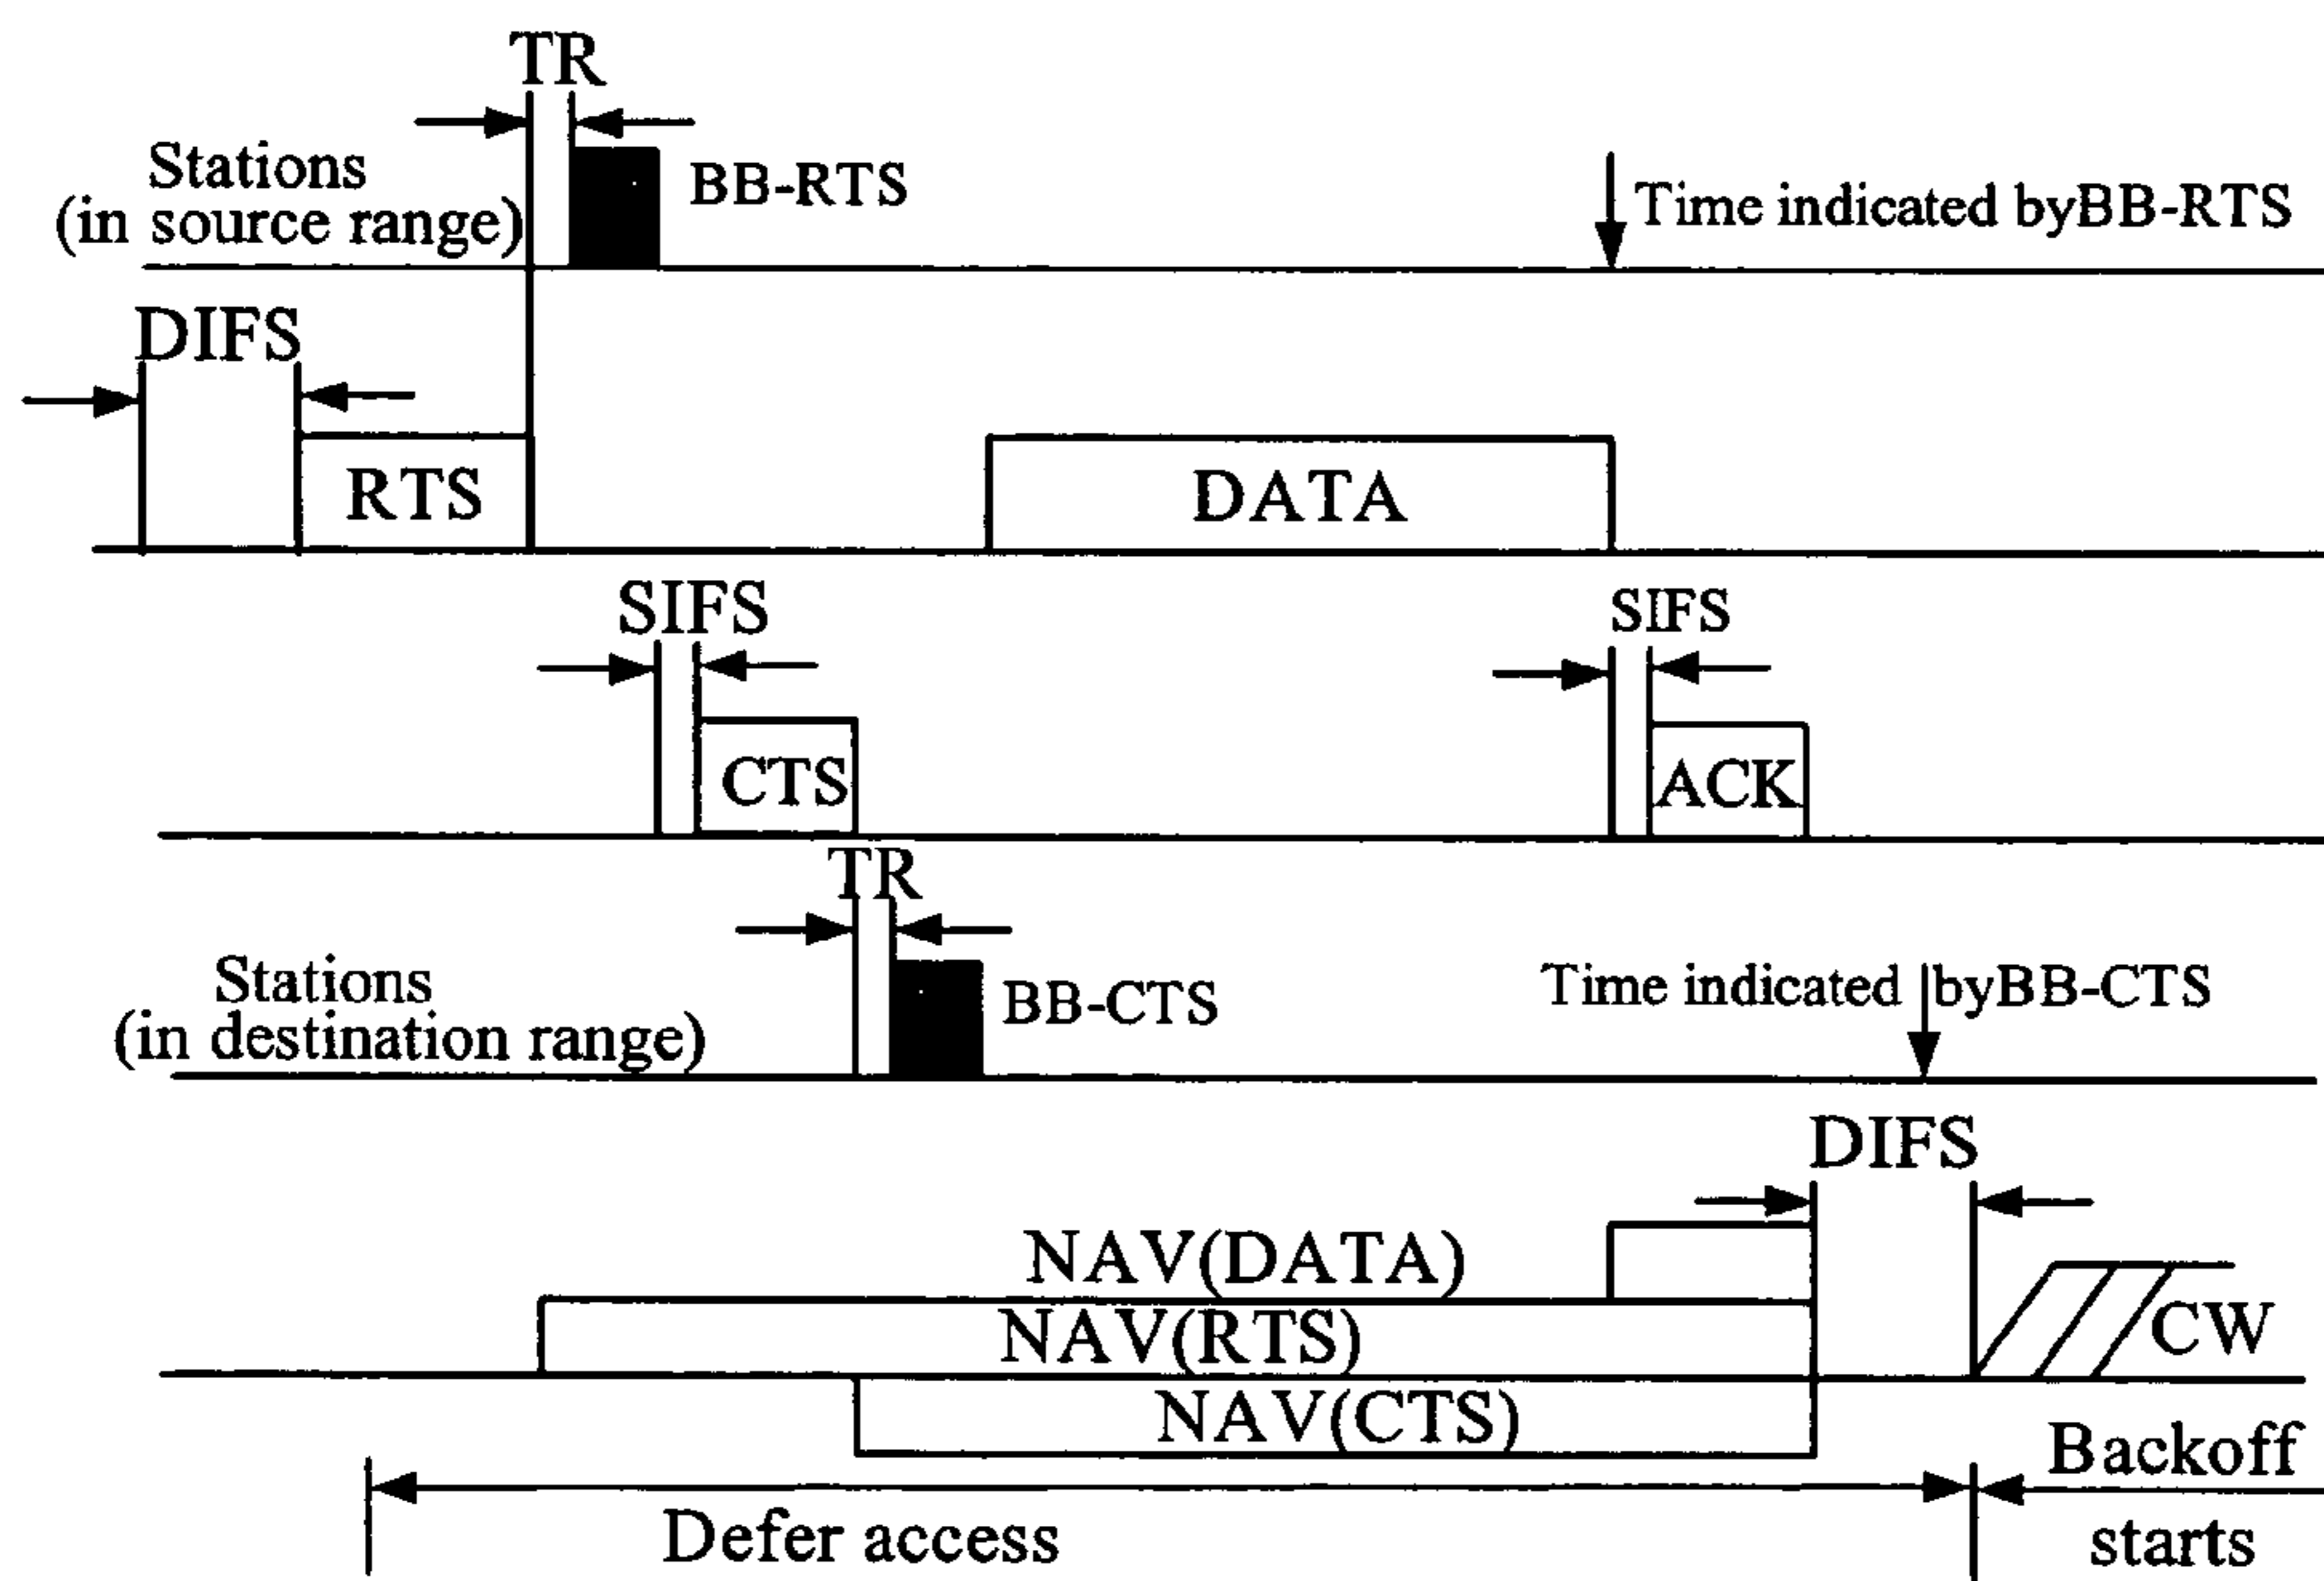 TR
Stations
(in source range)
BB-RTS
Time indicated byBB-RTS
DIFS
RTS
DATA
SIFS
SIFS
CTS
ACK
TR
Stations
(in destination range)
BB-CTS
Time indicated byBB-CTS
DIFS
NAV(DATA)
NAV(RTS)
CW
NAV(CTS)
Backoff
starts
Defer access